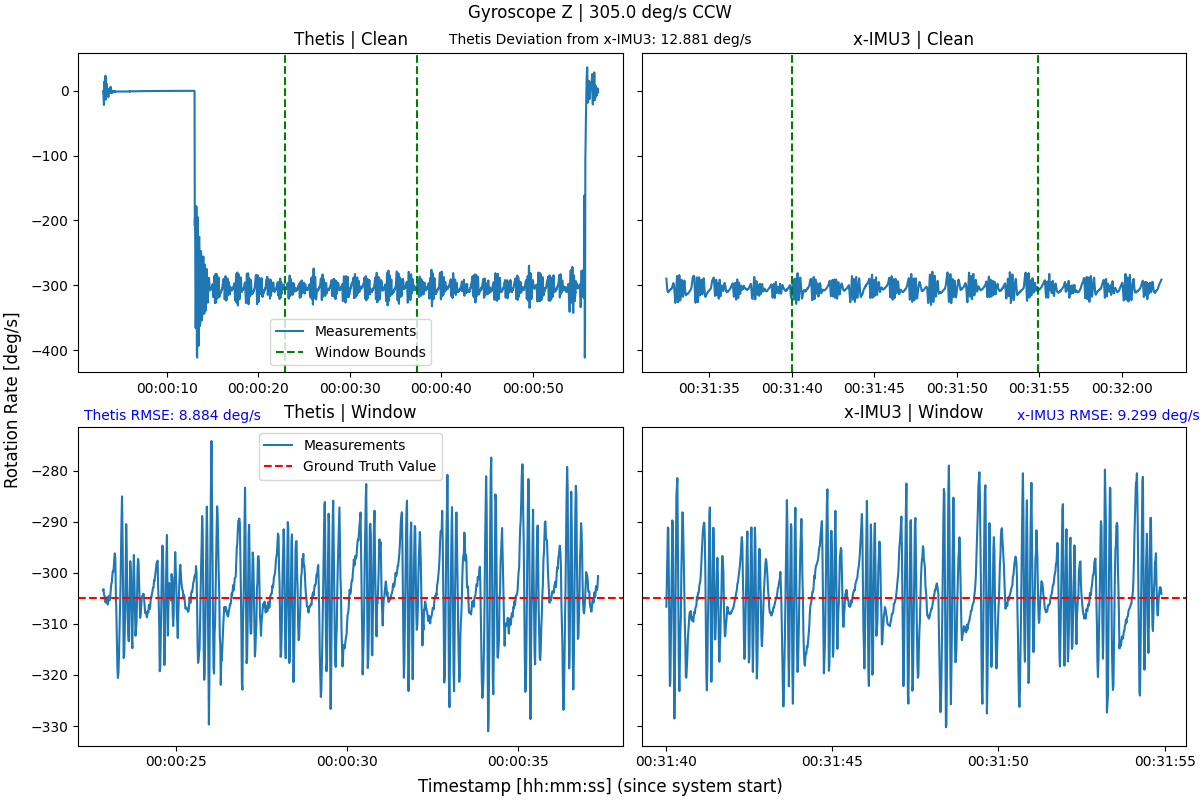 Gyroscope Z | 305.0 deg/s CCW
Thetis | Clean
Thetis Deviation from x-IMU3: 12.881 deg/s
x-IMU3 | Clean
0
−100
−200
−300
−400
Measurements
Window Bounds
00:00:10
00:00:20
00:00:30
00:00:40
00:00:50
00:31:35
00:31:40
00:31:45
00:31:50
00:31:55
00:32:00
Rotation Rate [deg/s]
Thetis RMSE: 8.884 deg/s
Thetis | Window
x-IMU3 | Window
x-IMU3 RMSE: 9.299 deg/s
−280
−290
−300
−310
−320
−330
Measurements
Ground Truth Value
00:00:25
00:00:30
00:00:35
00:31:40
00:31:45
00:31:50
00:31:55
Timestamp [hh:mm:ss] (since system start)